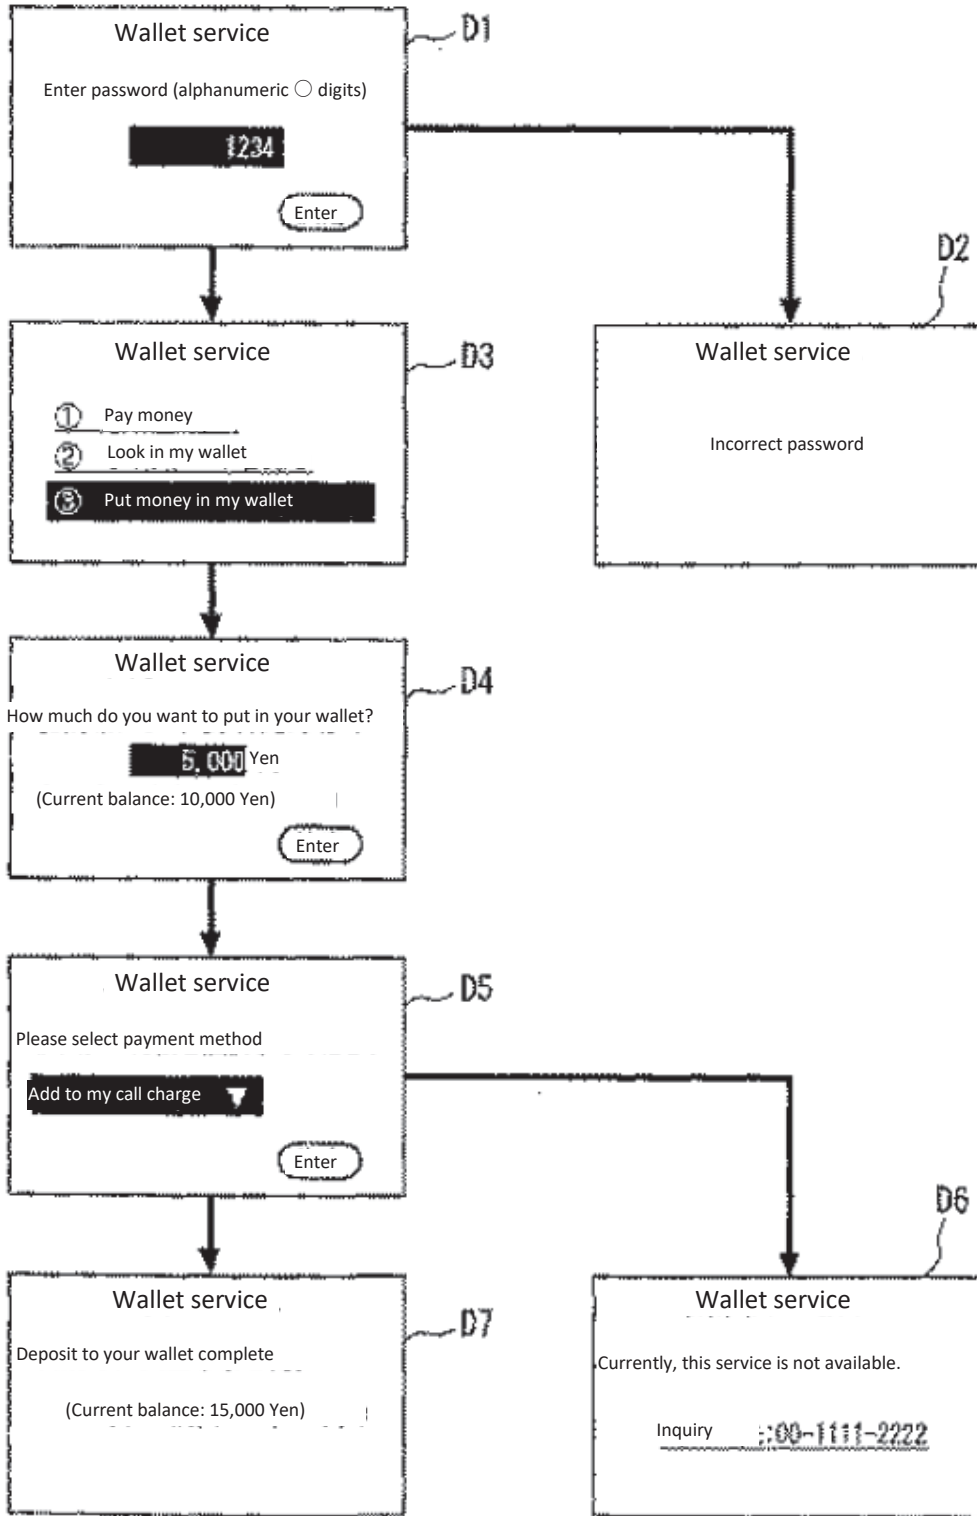 Wallet service
D1
Enter password (alphanumeric ○ digits)
1234
Enter
D2
Wallet service
D3
① Pay money
② Look in my wallet
③ Put money in my wallet
Wallet service
Incorrect password
Wallet service
D4
How much do you want to put in your wallet?
5,000 Yen
(Current balance: 10,000 Yen)
Enter
Wallet service
D5
Please select payment method
Add to my call charge ▼
Enter
D6
Wallet service
D7
Deposit to your wallet complete
(Current balance: 15,000 Yen)
Wallet service
Currently, this service is not available.
Inquiry